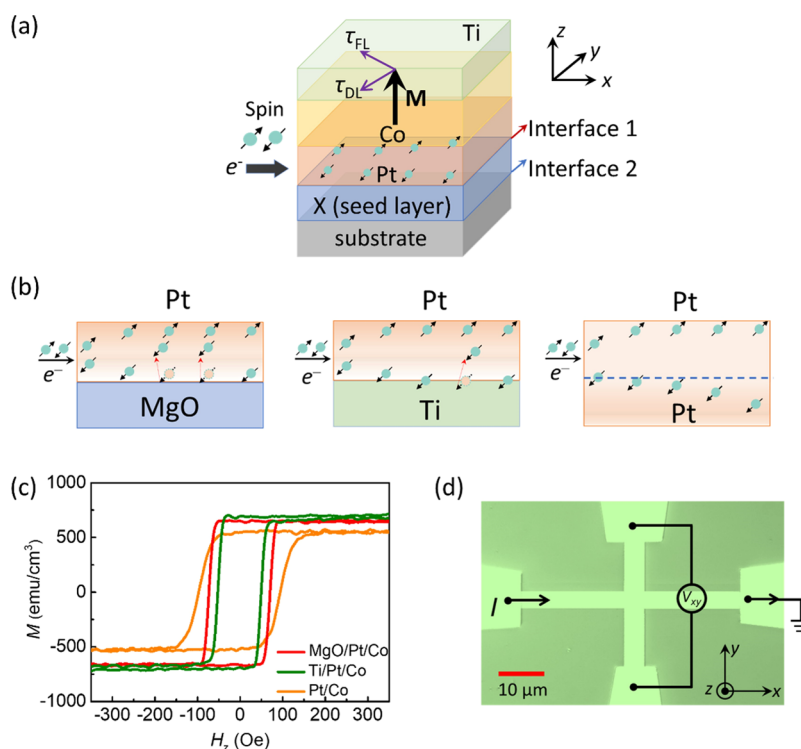 (a)
Ti
τFL
τDL
M
z
y
x
Spin
Co
Interface 1
e-
Pt
Interface 2
X (seed layer)
substrate
(b)
Pt
Pt
Pt
e−
e−
e−
MgO
Ti
Pt
(c)
(d)
1000
500
0
-500
-1000
M (emu/cm3)
MgO/Pt/Co
Ti/Pt/Co
Pt/Co
-300 -200 -100 0 100 200 300
Hz (Oe)
I
Vxy
10 μm
y
z
x